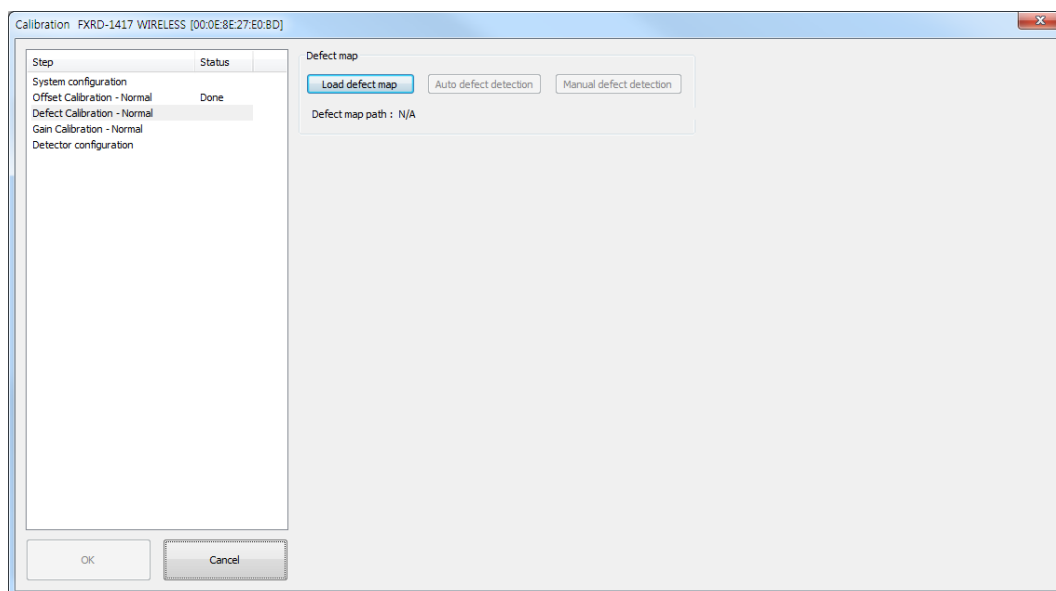 Calibration FXRD-1417 WIRELESS [00:0E:8E:27:E0:BD]
Step Status
System configuration
Offset Calibration - Normal Done
Defect Calibration - Normal
Gain Calibration - Normal
Detector configuration
OK Cancel
Defect map
Load defect map Auto defect detection Manual defect detection
Defect map path : N/A